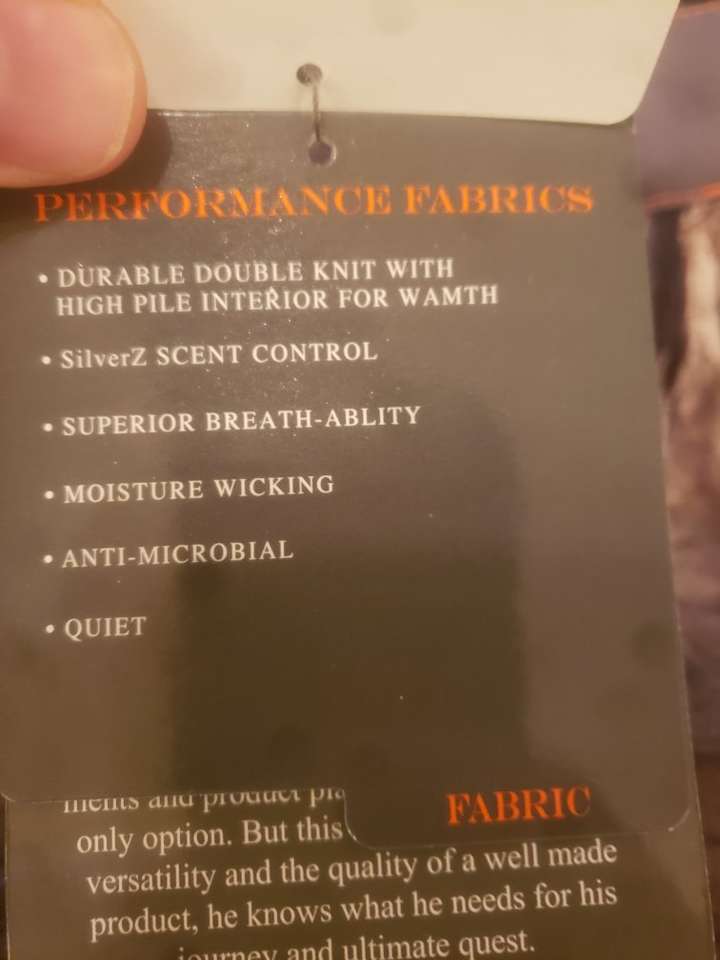 PERFORMANCE FABRICS
• DURABLE DOUBLE KNIT WITH
HIGH PILE INTERIOR FOR WAMTH
• SilverZ SCENT CONTROL
• SUPERIOR BREATH-ABLITY
• MOISTURE WICKING
• ANTI-MICROBIAL
• QUIET
FABRIC
and product
only option. But this
versatility and the quality of a well made
product, he knows what he needs for his
journey and ultimate quest.